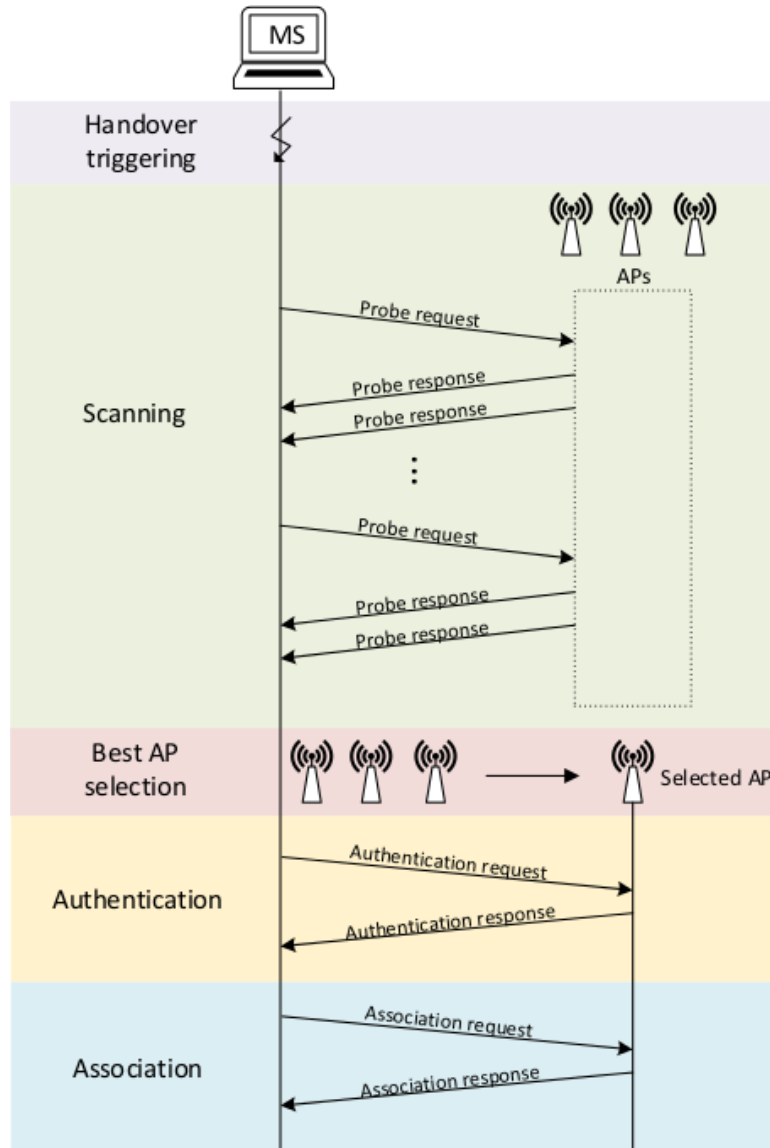 MS
Handover
triggering
APs
Probe request
Probe response
Probe response
Scanning
Probe request
Probe response
Probe response
Best AP
selection
Selected AP
Authentication request
Authentication
Authentication response
Association request
Association
Association response